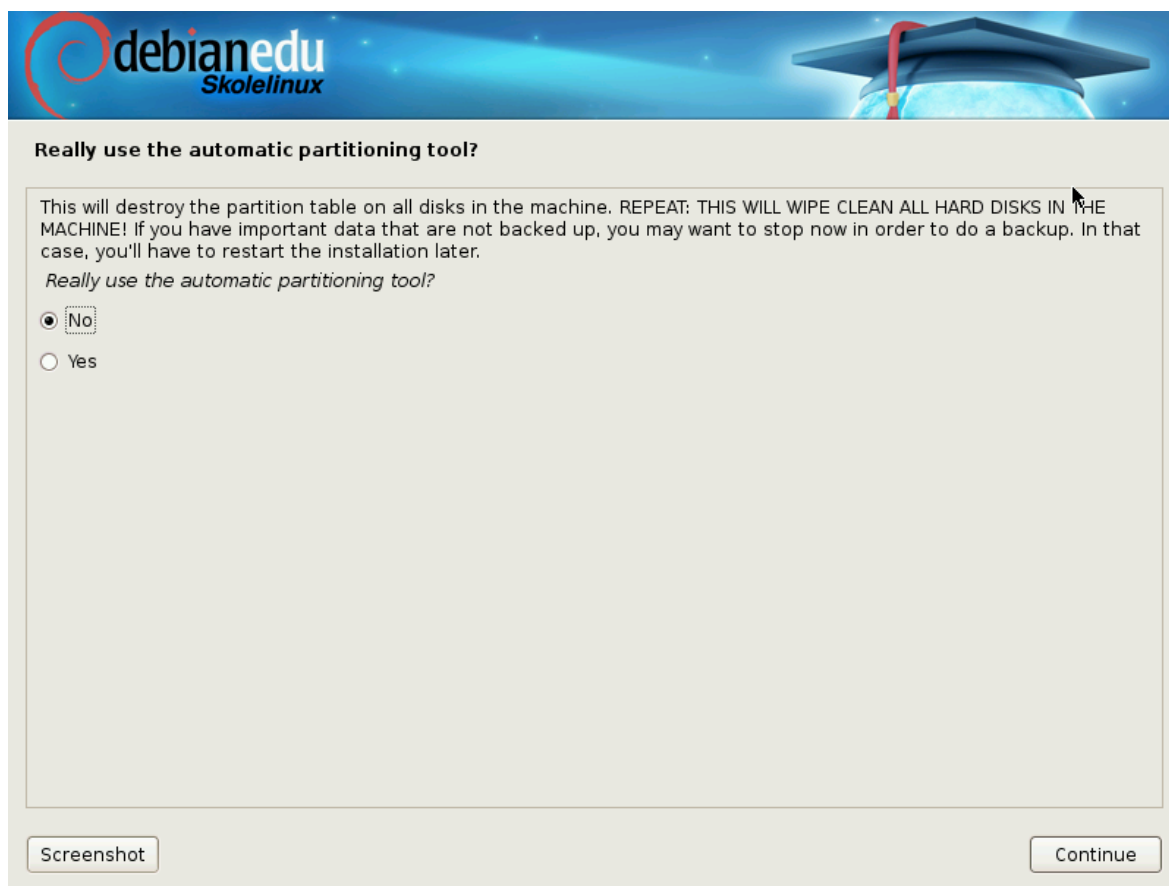 debianedu
Skolelinux
Really use the automatic partitioning tool?
This will destroy the partition table on all disks in the machine. REPEAT: THIS WILL WIPE CLEAN ALL HARD DISKS IN THE
MACHINE! If you have important data that are not backed up, you may want to stop now in order to do a backup. In that
case, you'll have to restart the installation later.
Really use the automatic partitioning tool?
No
Yes
Screenshot
Continue